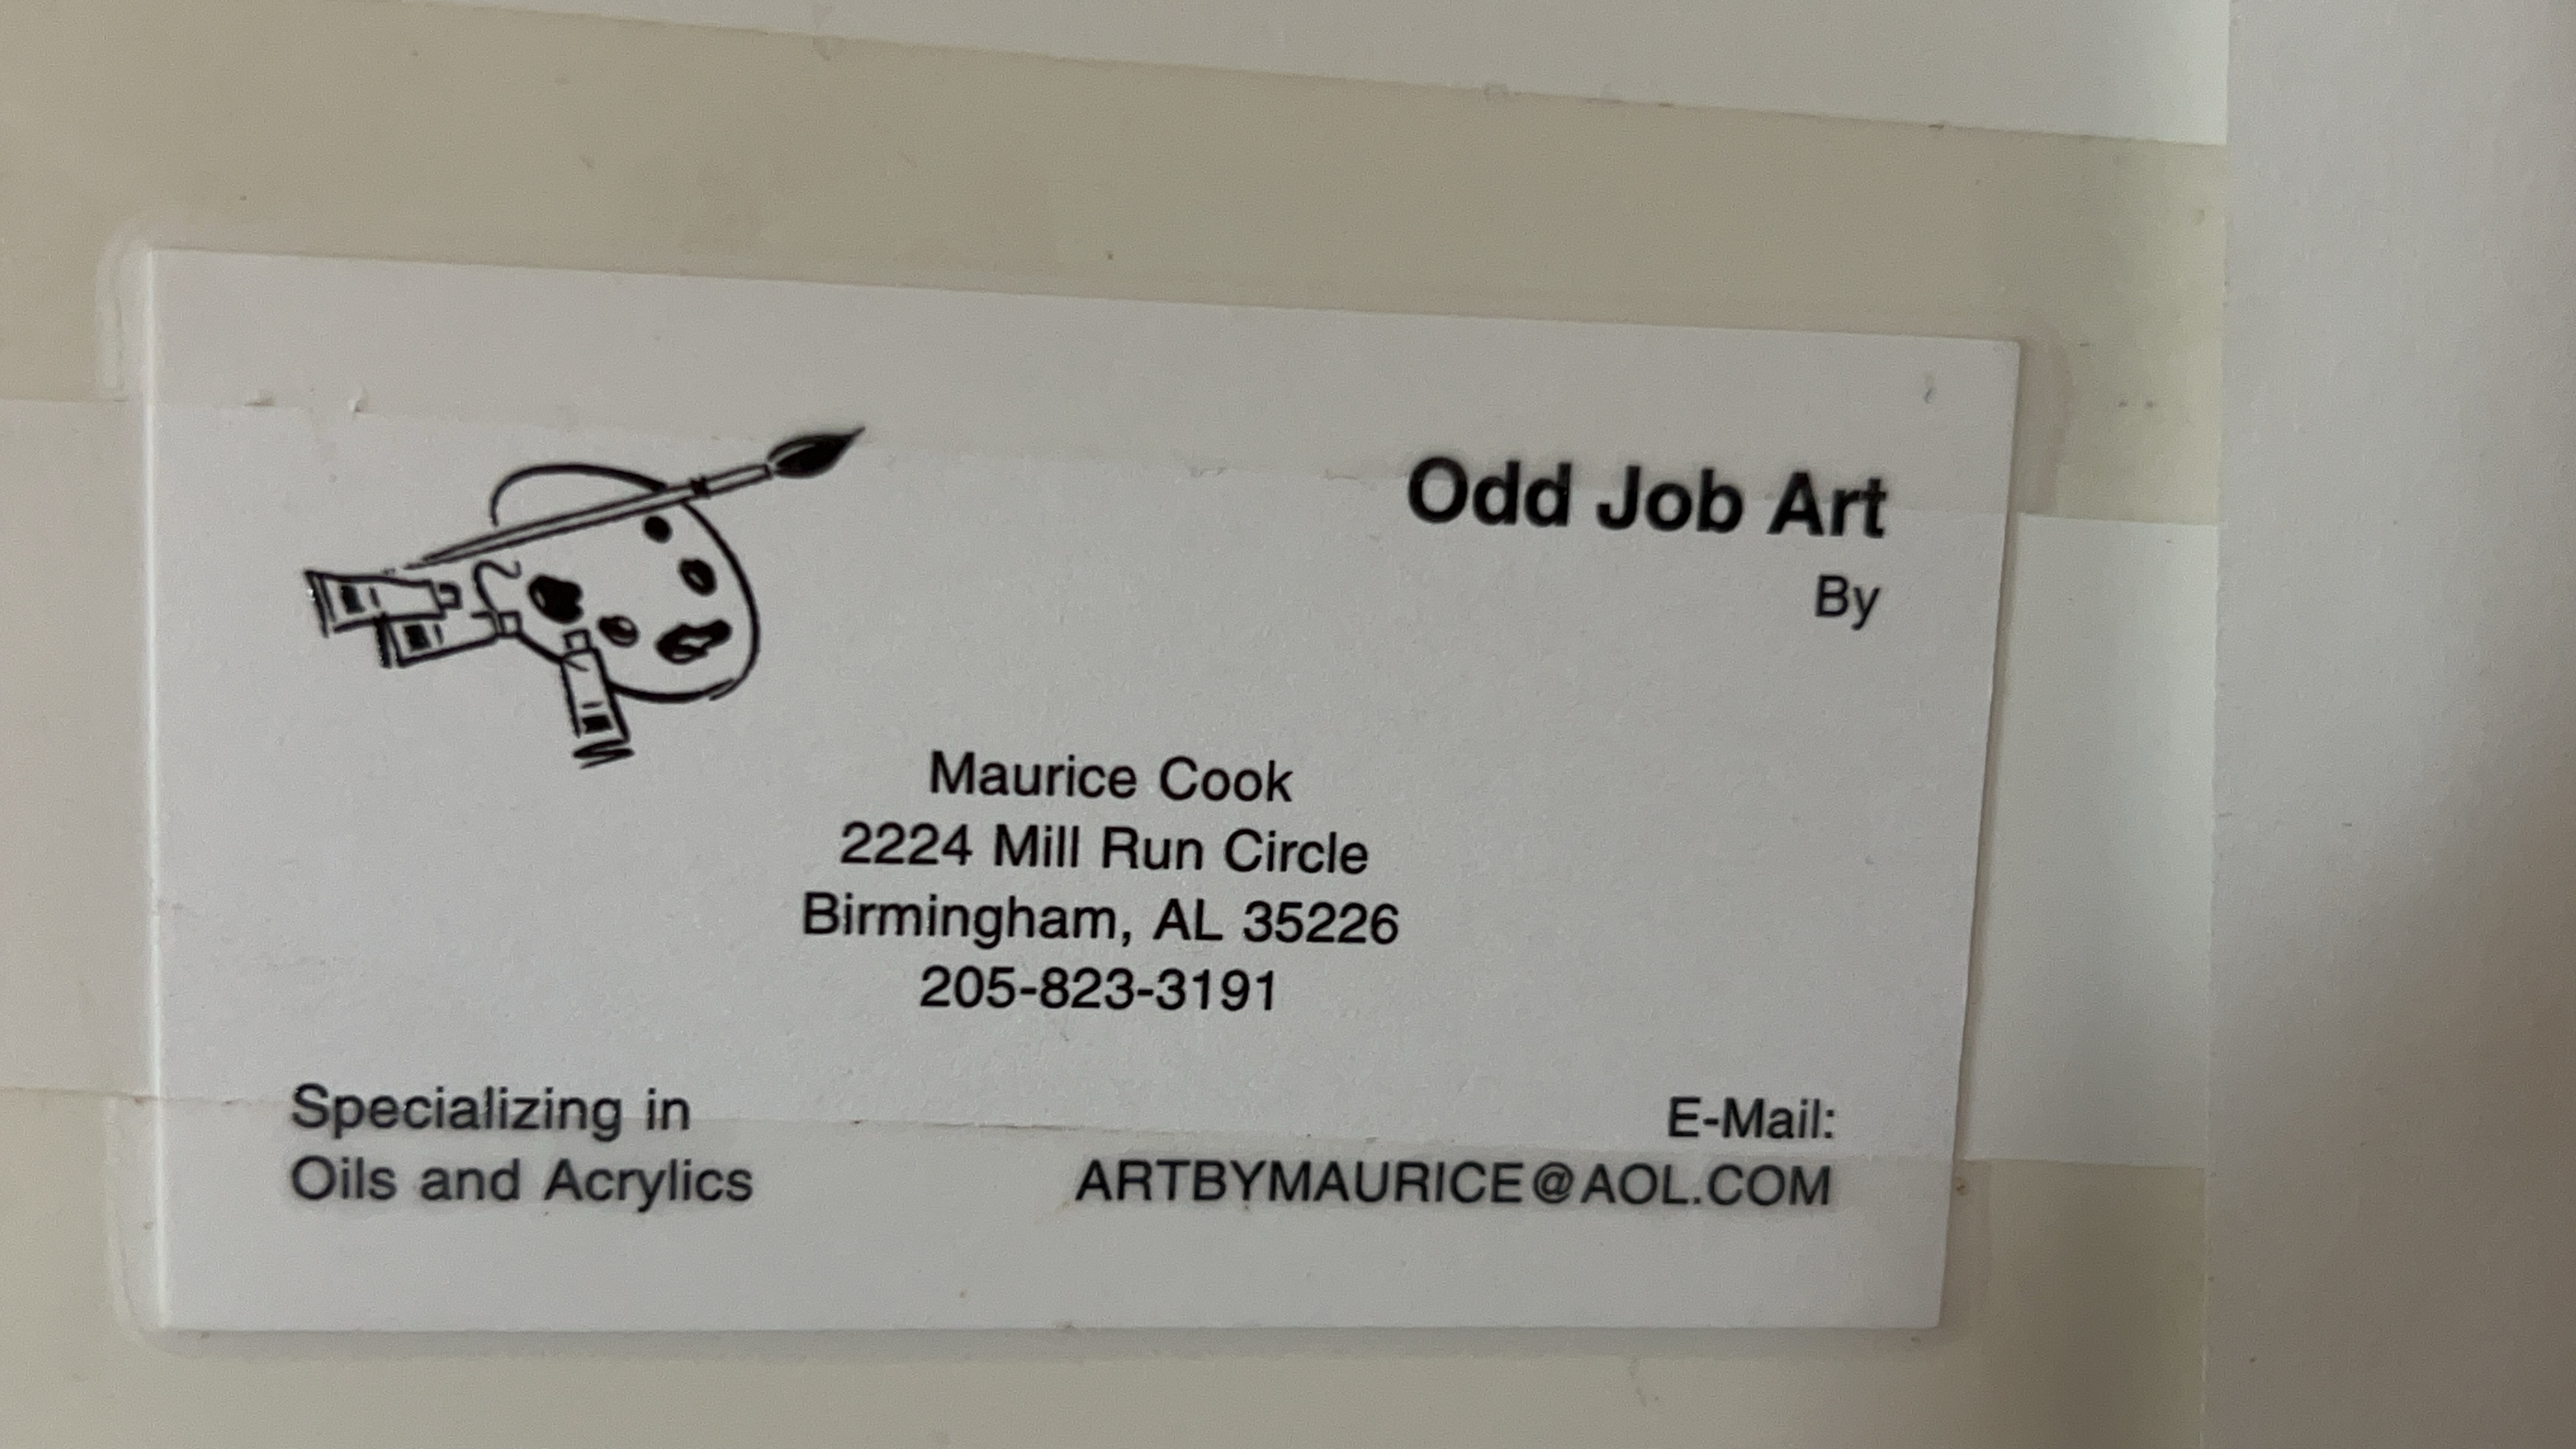 Odd Job Art
By
Maurice Cook
2224 Mill Run Circle
Birmingham, AL 35226
205-823-3191
Specializing in
Oils and Acrylics
E-Mail:
ARTBYMAURICE@AOL.COM